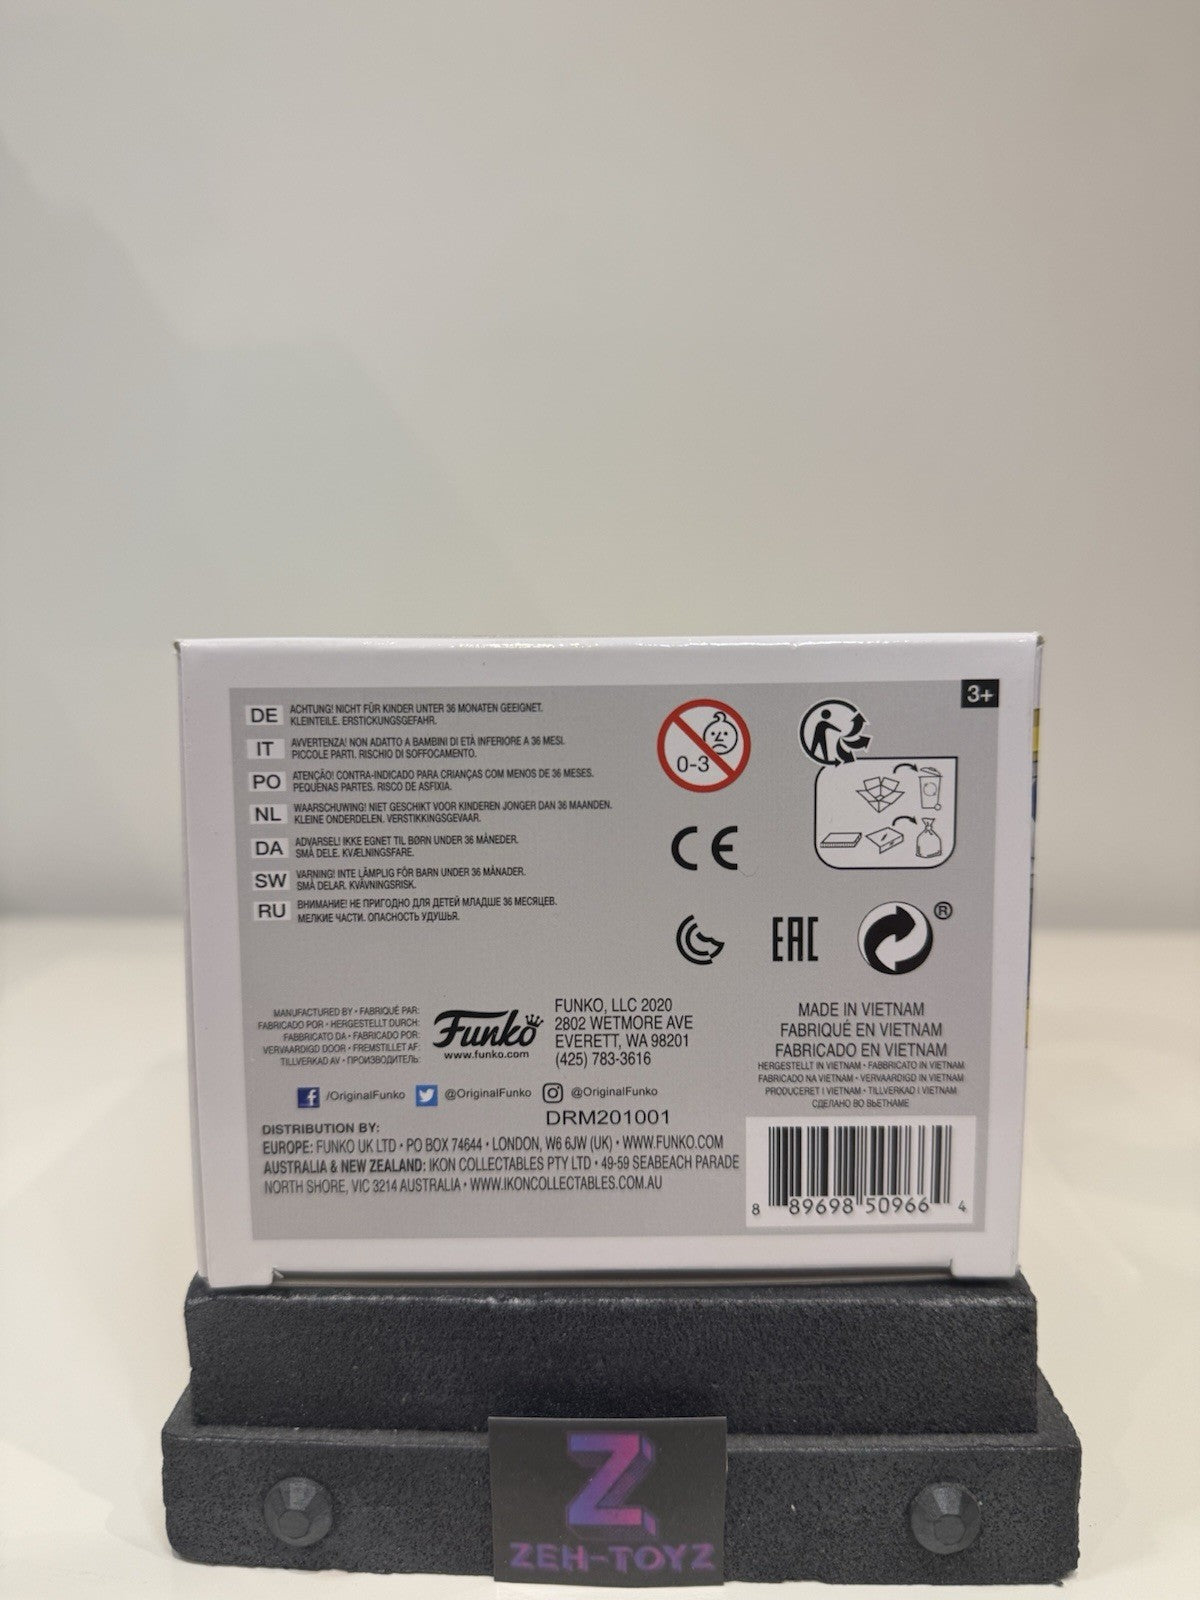 3+
DE ACHTUNG! NICHT FÜR KINDER UNTER 36 MONATEN GEEIGNET.
KLEINTEILE. ERSTICKUNGSGEFAHR.
IT AVVERTENZA! NON ADATTO A BAMBINI DI ETÀ INFERIORE A 36 MESI.
PICCOLE PARTI. RISCHIO DI SOFFOCAMENTO.
PO ATENÇÃO! CONTRA-INDICADO PARA CRIANÇAS COM MENOS DE 36 MESES.
PEQUENAS PARTES. RISCO DE ASFIXIA.
NL WAARSCHUWING! NIET GESCHIKT VOOR KINDEREN JONGER DAN 36 MAANDEN.
KLEINE ONDERDELEN. VERSTIKKINGSGEVAAR.
DA ADVARSEL! IKKE EGNET TIL BØRN UNDER 36 MÅNEDER.
SMÅ DELE. KVÆLNINGSFARE.
SW VARNING! INTE LÄMPLIG FÖR BARN UNDER 36 MÅNADER.
SMÅ DELAR. KVÄVNINGSRISK.
RU ВНИМАНИЕ! НЕ ПРИГОДНО ДЛЯ ДЕТЕЙ МЛАДШЕ 36 МЕСЯЦЕВ.
МЕЛКИЕ ЧАСТИ. ОПАСНОСТЬ УДУШЬЯ.
0-3
CE
EAC
®
MANUFACTURED BY • FABRIQUÉ PAR:
FABRICADO POR • HERGESTELLT DURCH:
FABBRICATO DA • FABRICADO POR:
VERVAARDIGD DOOR • FREMSTILLET AF:
TILLVERKAD AV • ПРОИЗВОДИТЕЛЬ:
Funko
www.funko.com
FUNKO, LLC 2020
2802 WETMORE AVE
EVERETT, WA 98201
(425) 783-3616
/OriginalFunko @OriginalFunko @OriginalFunko
DRM201001
DISTRIBUTION BY:
EUROPE: FUNKO UK LTD • PO BOX 74644 • LONDON, W6 6JW (UK) • WWW.FUNKO.COM
AUSTRALIA & NEW ZEALAND: IKON COLLECTABLES PTY LTD • 49-59 SEABEACH PARADE
NORTH SHORE, VIC 3214 AUSTRALIA • WWW.IKONCOLLECTABLES.COM.AU
MADE IN VIETNAM
FABRIQUÉ EN VIETNAM
FABRICADO EN VIETNAM
HERGESTELLT IN VIETNAM • FABBRICATO IN VIETNAM
FABRICADO NA VIETNAM • VERVAARDIGD IN VIETNAM
PRODUCERET I VIETNAM • TILLVERKAD I VIETNAM
СДЕЛАНО ВО ВЬЕТНАМЕ
8 89698 50966 4
Z
ZEH-TOYZ